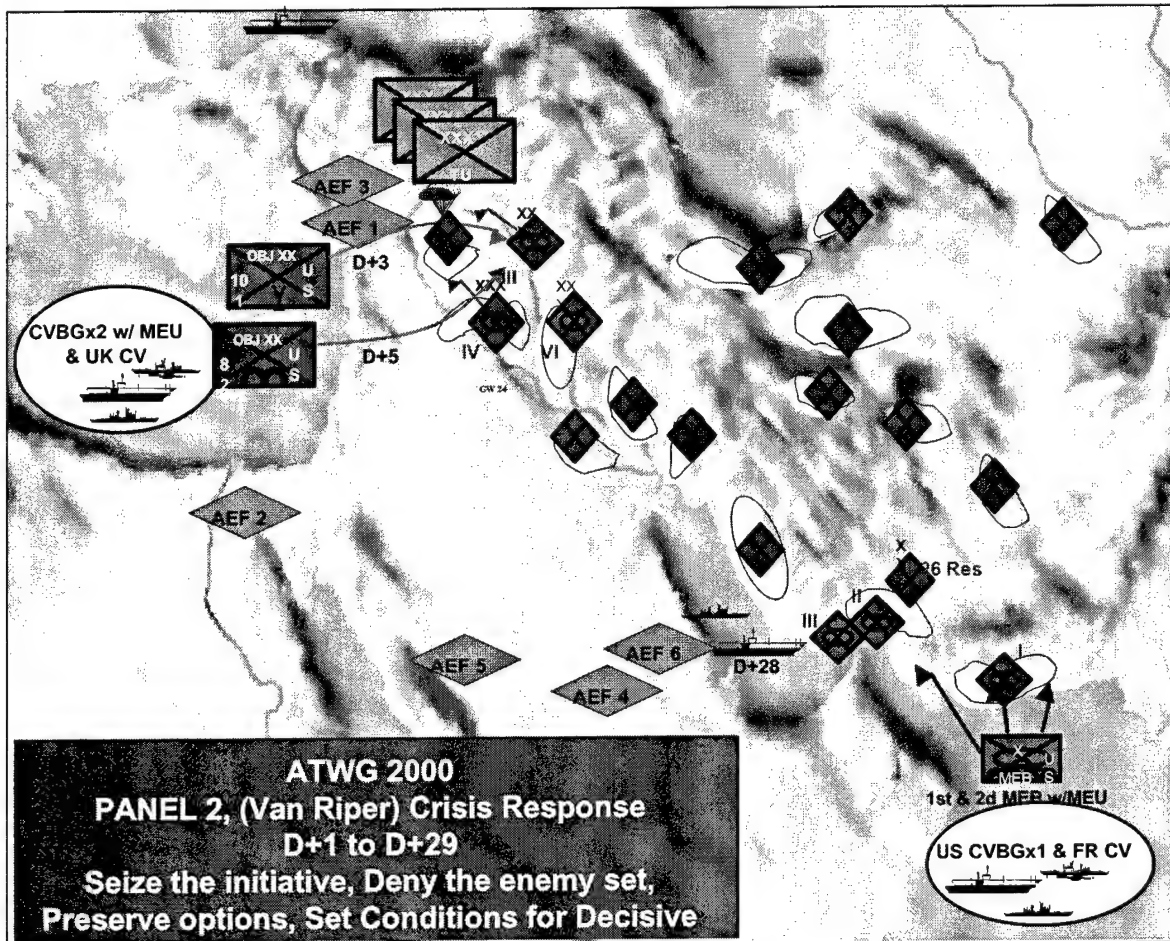 XX
AEF 3
AEF 1
D+3
OBJ XX
10
1
U
S
CVBGx2 w/ MEU
& UK CV
OBJ XX
8
2
U
S
D+5
XXX
III
XX
IV
VI
GW 24
AEF 2
X
26 Res
II
III
AEF 6
D+28
AEF 5
AEF 4
I
X
MEB
U
S
1st & 2d MEB w/MEU
US CVBGx1 & FR CV
ATWG 2000
PANEL 2, (Van Riper) Crisis Response
D+1 to D+29
Seize the initiative, Deny the enemy set,
Preserve options, Set Conditions for Decisive